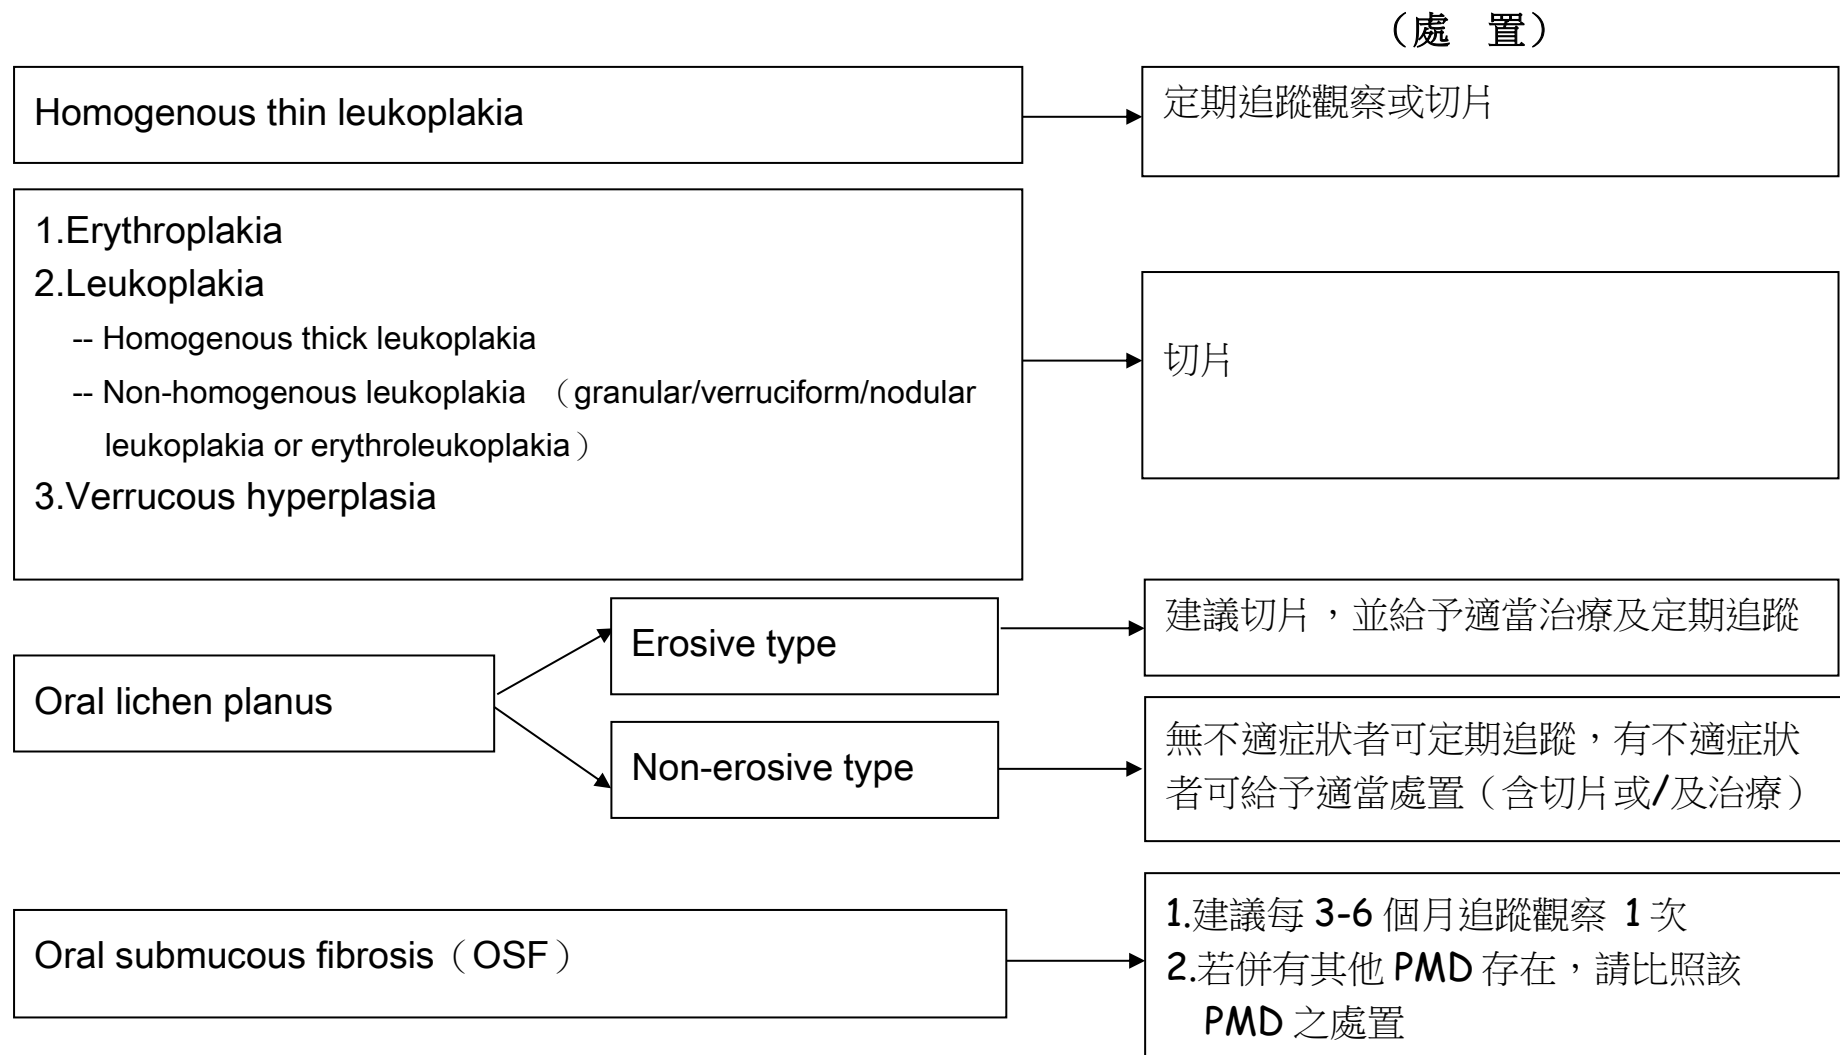 （處　置）
Homogenous thin leukoplakia
定期追蹤觀察或切片
1.Erythroplakia
2.Leukoplakia
-- Homogenous thick leukoplakia
-- Non-homogenous leukoplakia （granular/verruciform/nodular
leukoplakia or erythroleukoplakia）
3.Verrucous hyperplasia
切片
Oral lichen planus
Erosive type
建議切片，並給予適當治療及定期追蹤
Non-erosive type
無不適症狀者可定期追蹤，有不適症狀
者可給予適當處置（含切片或/及治療）
Oral submucous fibrosis（OSF）
1.建議每 3-6 個月追蹤觀察 1 次
2.若併有其他 PMD 存在，請比照該
PMD 之處置